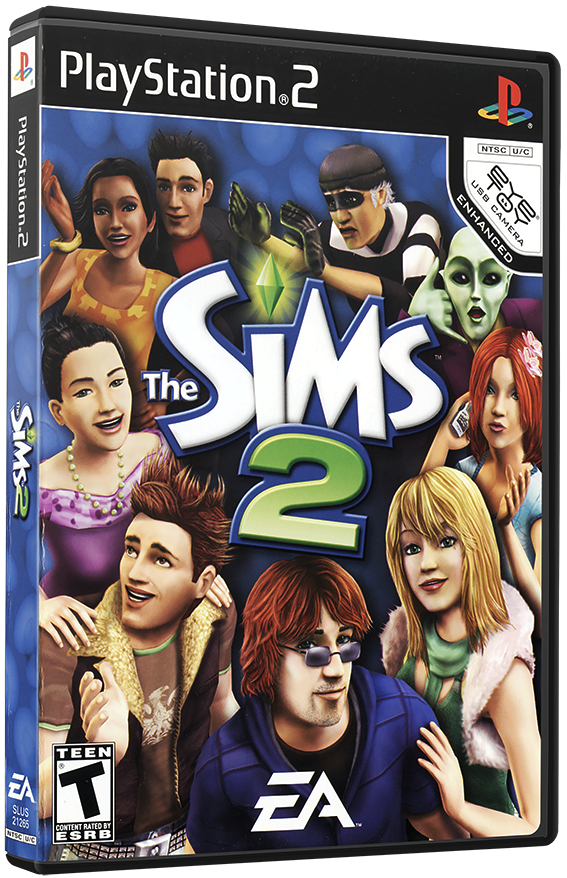 PlayStation®2
NTSC U/C
EYE TOY®
USB CAMERA
ENHANCED
The SIMS™
2
TEEN
T
CONTENT RATED BY
ESRB
EA®
PlayStation®2
The SIMS 2
EA
SLUS
21265
NTSC U/C